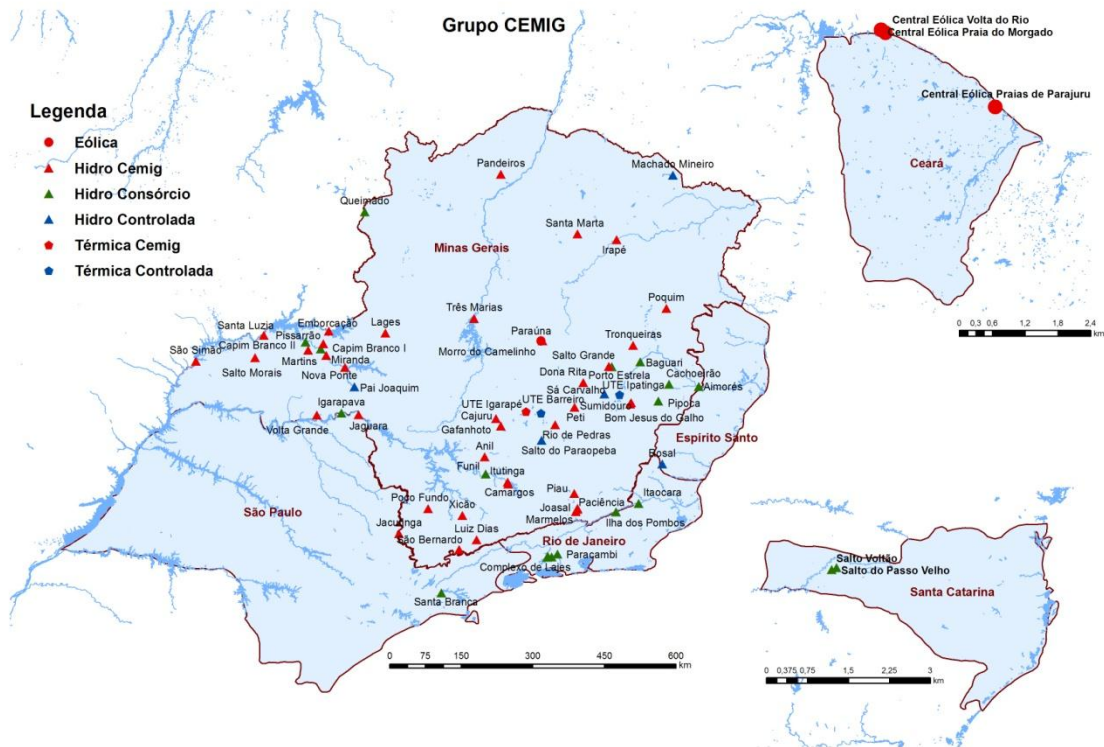 Grupo CEMIG
Legenda
Eólica
Hidro Cemig
Hidro Consórcio
Hidro Controlada
Térmica Cemig
Térmica Controlada
Central Eólica Volta do Rio
Central Eólica Praia do Morgado
Central Eólica Praias de Parajuru
Ceará
0 0,3 0,6 1,2 1,8 2,4
km
Pandeiros
Machado Mineiro
Queimado
Santa Marta
Irapé
Minas Gerais
Poquim
Três Marias
Santa Luzia
Emborcação
Lages
Pissarrão
Paraúna
Tronqueiras
São Simão
Capim Branco II
Capim Branco I
Morro do Camelinho
Salto Grande
Baguari
Martins
Miranda
Salto Morais
Nova Ponte
Porto Estrela
Cachoeirão
Dona Rita
Aimorés
Pai Joaquim
Sá Carvalho
UTE Ipatinga
UTE Barreiro
Igarapava
UTE Igarapé
Sumidouro
Pipoca
Cajuru
Peti
Bom Jesus do Galho
Volta Grande
Jaguara
Gafanhoto
Rio de Pedras
Salto do Paraopeba
Espírito Santo
Anil
Rosal
Funil
Itutinga
Camargos
Piau
Itaocara
Poço Fundo
Xicão
Paciência
Joasal
São Paulo
Marmelos
Ilha dos Pombos
Jacutinga
Luiz Dias
São Bernardo
Rio de Janeiro
Paracambi
Complexo de Lajes
Santa Branca
0 75 150 300 450 600
km
Salto Voltão
Salto do Passo Velho
Santa Catarina
0 0,375 0,75 1,5 2,25 3
km